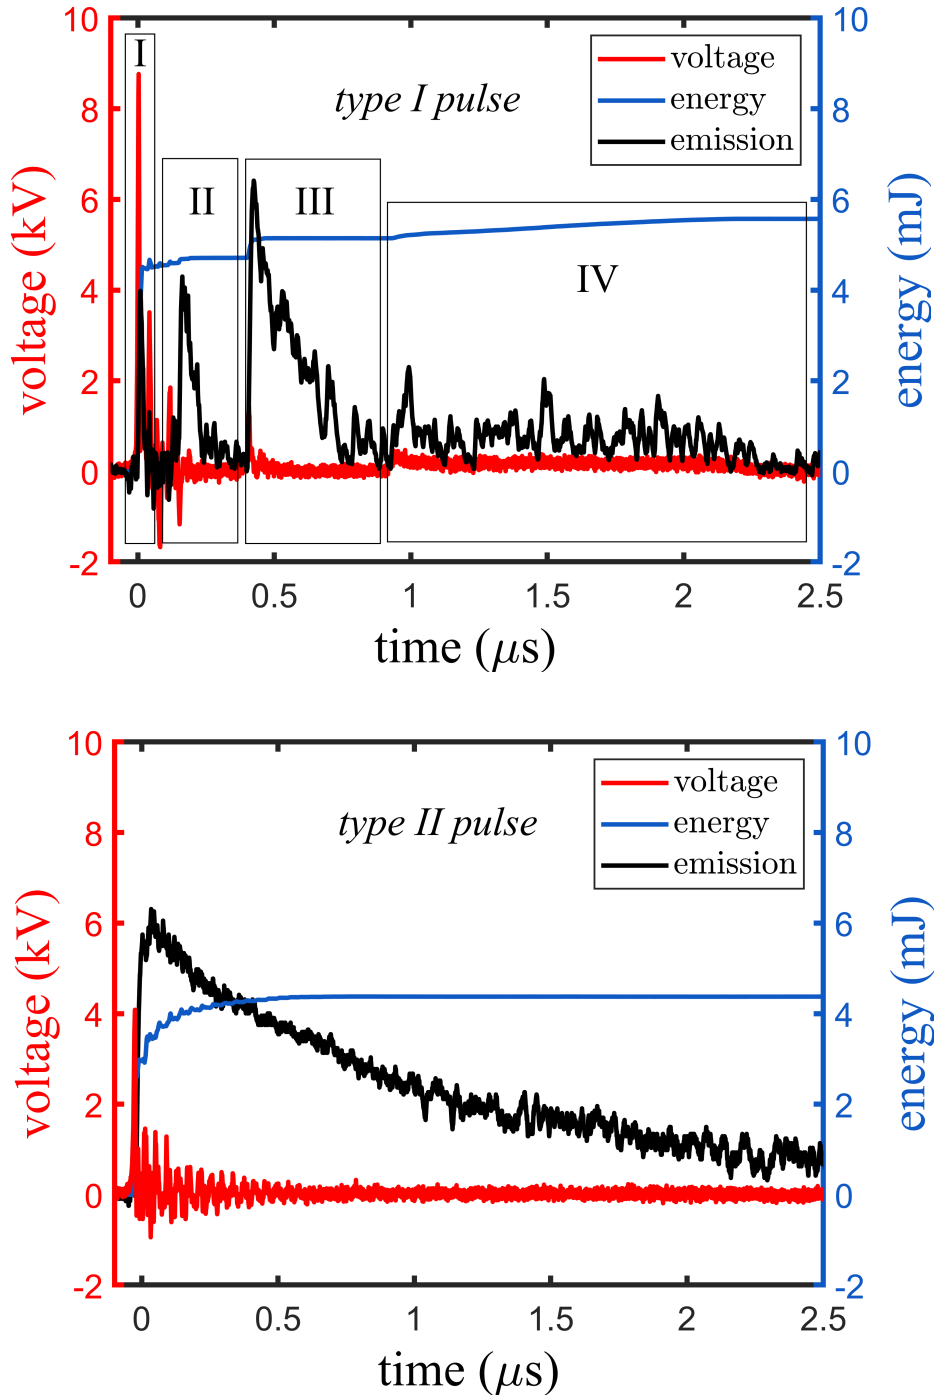 10
8
6
4
2
0
-2
voltage (kV)
I
II
III
IV
type I pulse
voltage
energy
emission
10
8
6
4
2
0
-2
energy (mJ)
0 0.5 1 1.5 2 2.5
time (μs)
10
8
6
4
2
0
-2
voltage (kV)
type II pulse
voltage
energy
emission
10
8
6
4
2
0
-2
energy (mJ)
0 0.5 1 1.5 2 2.5
time (μs)